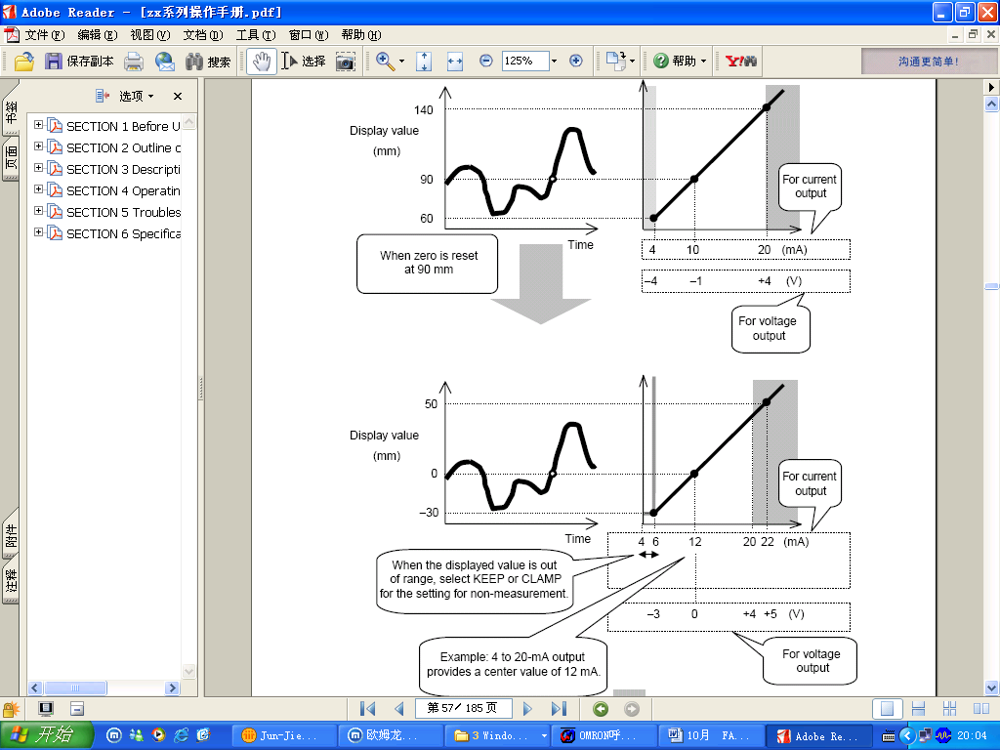 Adobe Reader - [zx系列操作手册.pdf]
文件(F) 编辑(E) 视图(V) 文档(D) 工具(T) 窗口(W) 帮助(H)
保存副本 搜索 选择 125% 帮助 Y! 沟通更简单!
书签
页面
附件
注释
选项
SECTION 1 Before U
SECTION 2 Outline o
SECTION 3 Descripti
SECTION 4 Operatin
SECTION 5 Troubles
SECTION 6 Specifica
140
Display value
(mm)
90
60
Time
For current
output
4 10 20 (mA)
–4 –1 +4 (V)
When zero is reset
at 90 mm
For voltage
output
50
Display value
(mm)
0
–30
Time
For current
output
4 6 12 20 22 (mA)
When the displayed value is out
of range, select KEEP or CLAMP
for the setting for non-measurement.
–3 0 +4 +5 (V)
Example: 4 to 20-mA output
provides a center value of 12 mA.
For voltage
output
第 57 / 185 页
开始 Jun-Jie... 欧姆龙... 3 Windo... OMRON呼... 10月 FA... Adobe Re... 20:04